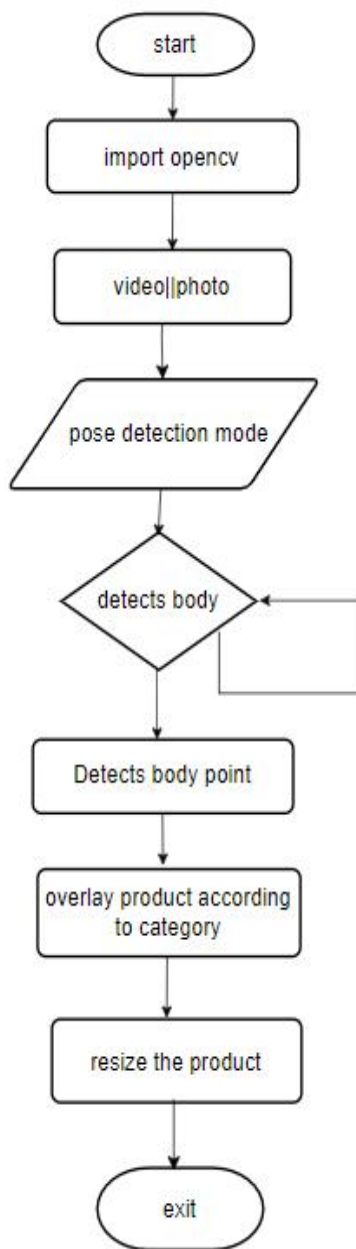 start
import opencv
video||photo
pose detection mode
detects body
Detects body point
overlay product according
to category
resize the product
exit